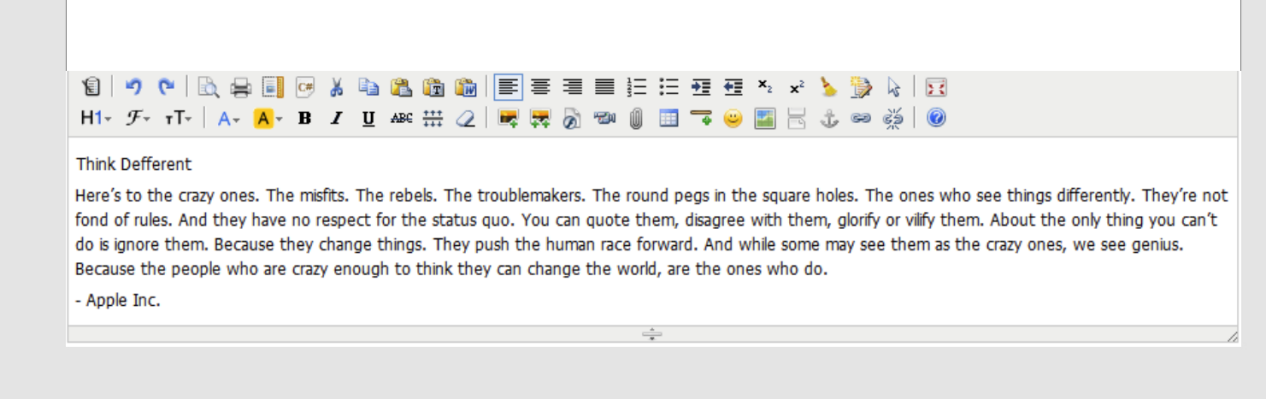 C#
T
W
X₂ X²
H1 F TT A A B I U ABC
Think Defferent
Here’s to the crazy ones. The misfits. The rebels. The troublemakers. The round pegs in the square holes. The ones who see things differently. They’re not
fond of rules. And they have no respect for the status quo. You can quote them, disagree with them, glorify or vilify them. About the only thing you can’t
do is ignore them. Because they change things. They push the human race forward. And while some may see them as the crazy ones, we see genius.
Because the people who are crazy enough to think they can change the world, are the ones who do.
- Apple Inc.